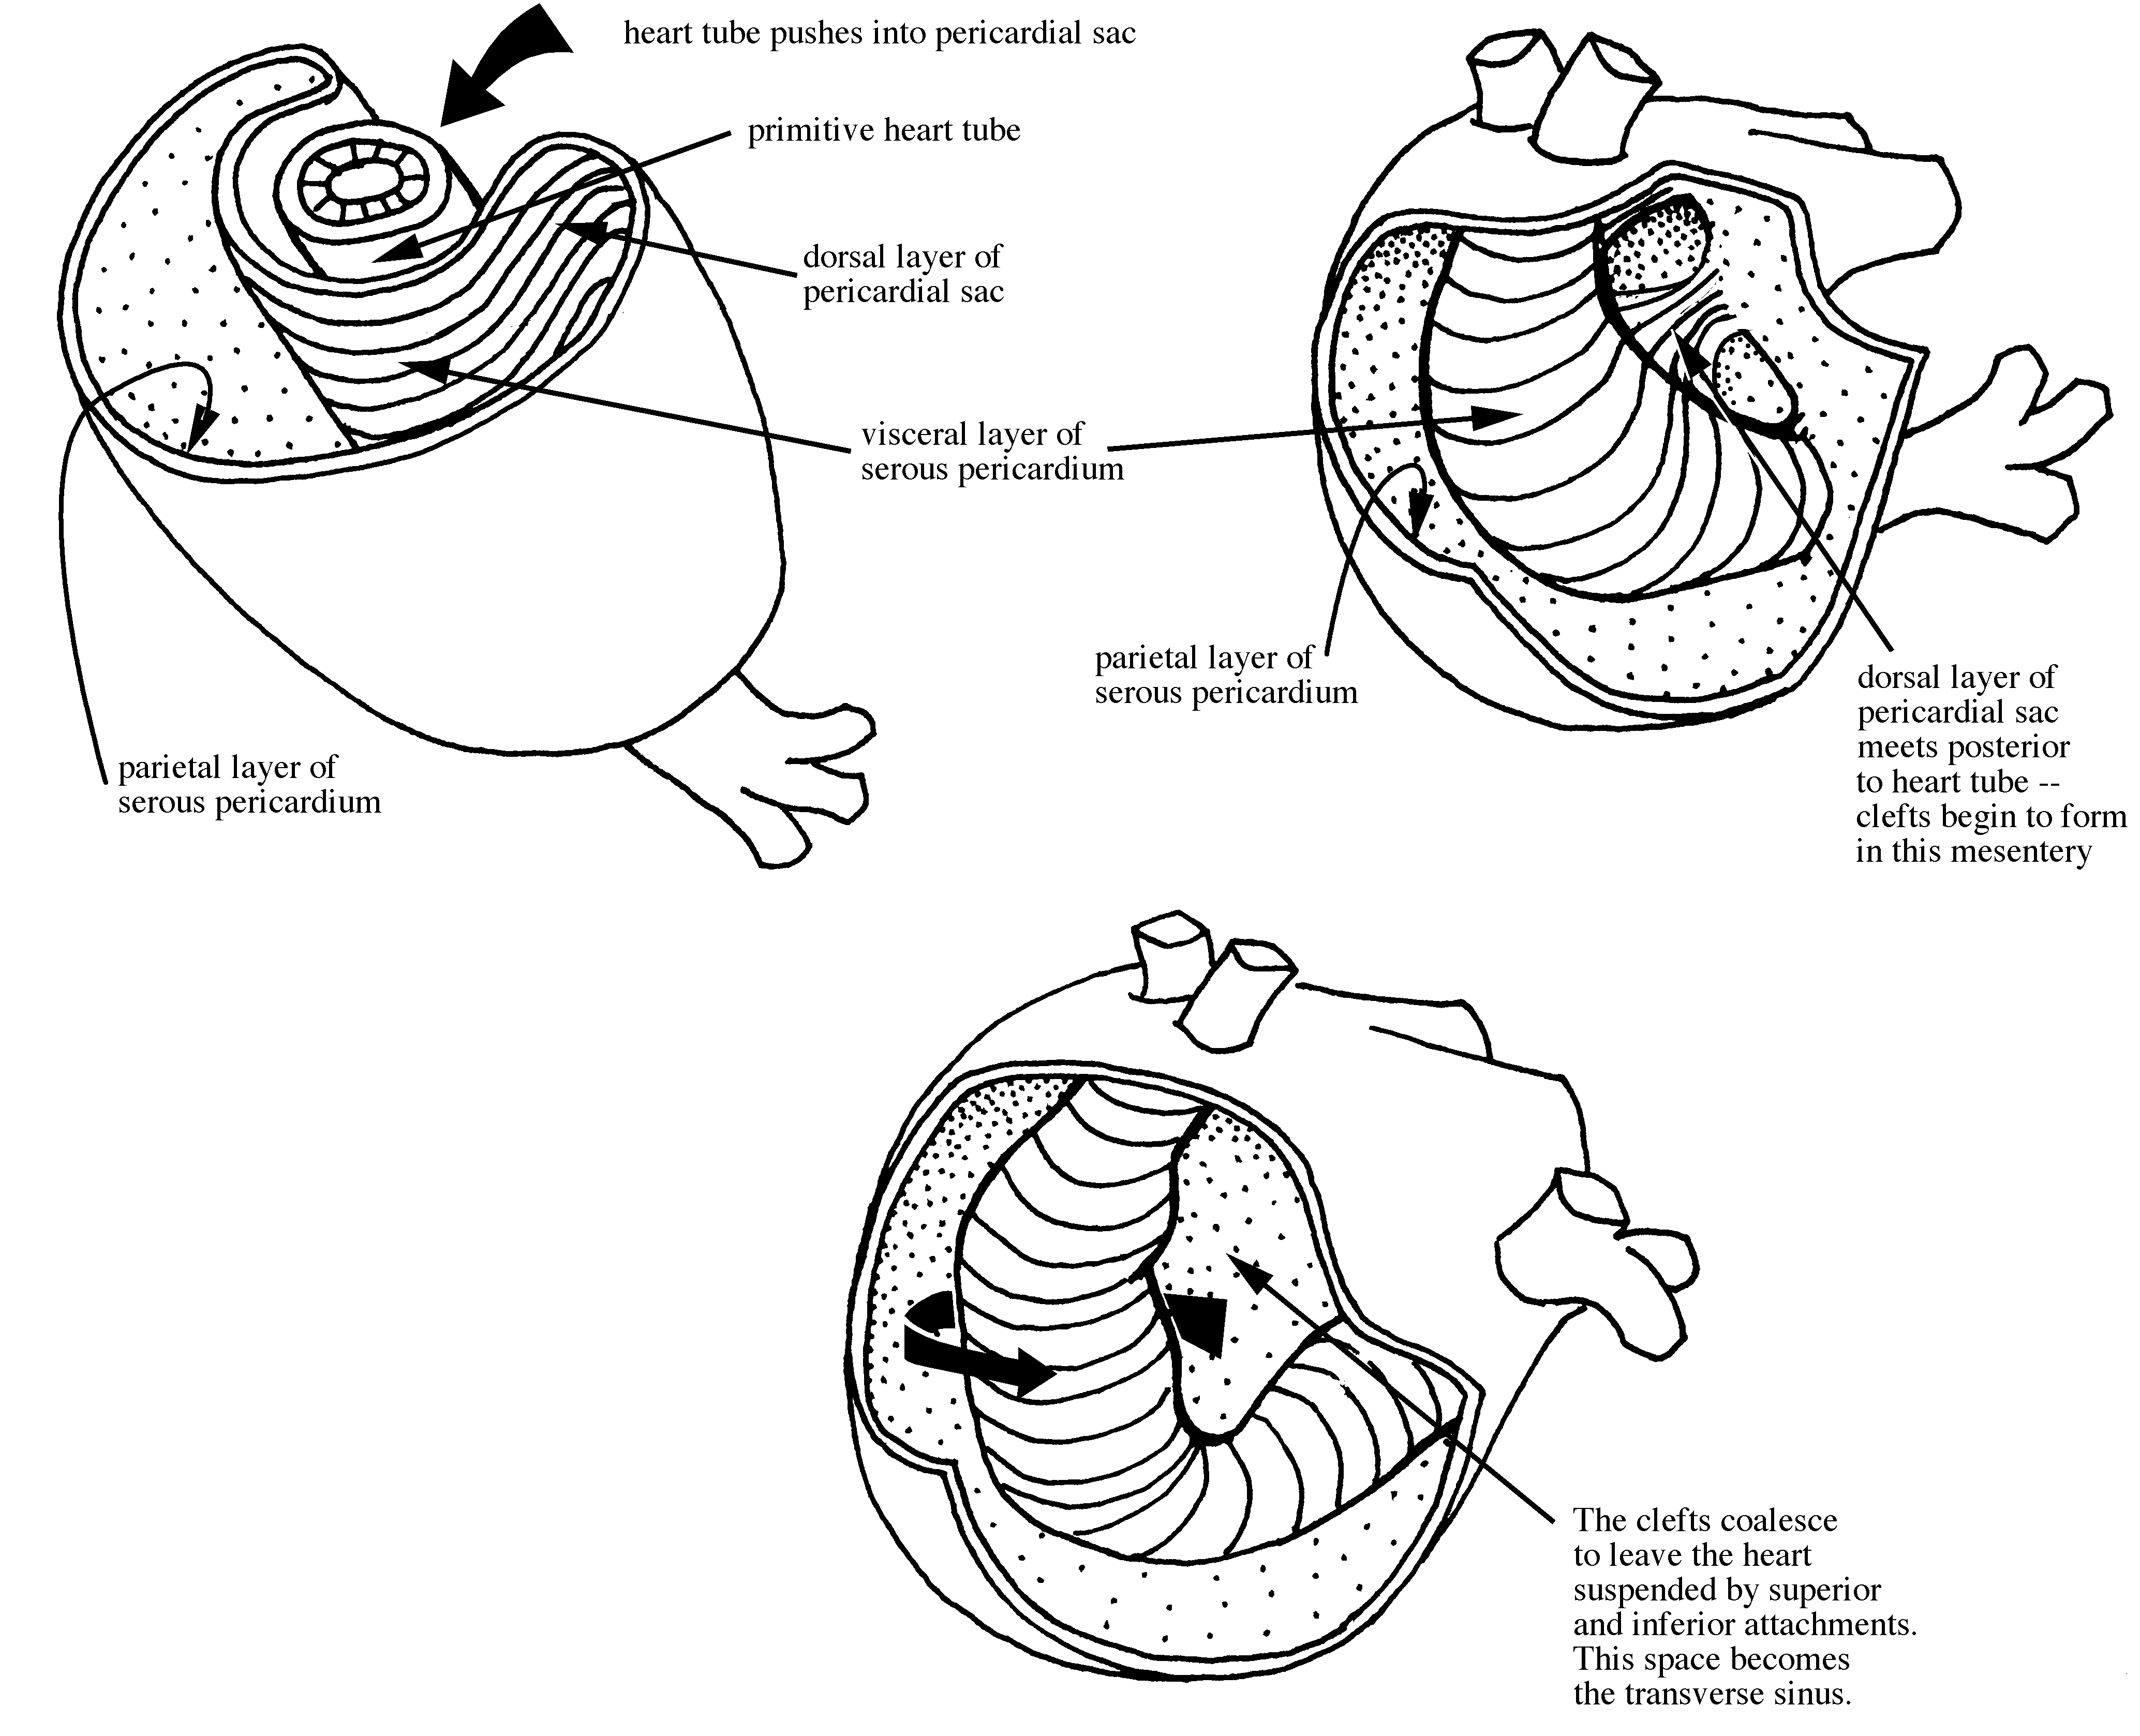 heart tube pushes into pericardial sac
primitive heart tube
dorsal layer of
pericardial sac
visceral layer of
serous pericardium
parietal layer of
serous pericardium
parietal layer of
serous pericardium
dorsal layer of
pericardial sac
meets posterior
to heart tube --
clefts begin to form
in this mesentery
The clefts coalesce
to leave the heart
suspended by superior
and inferior attachments.
This space becomes
the transverse sinus.